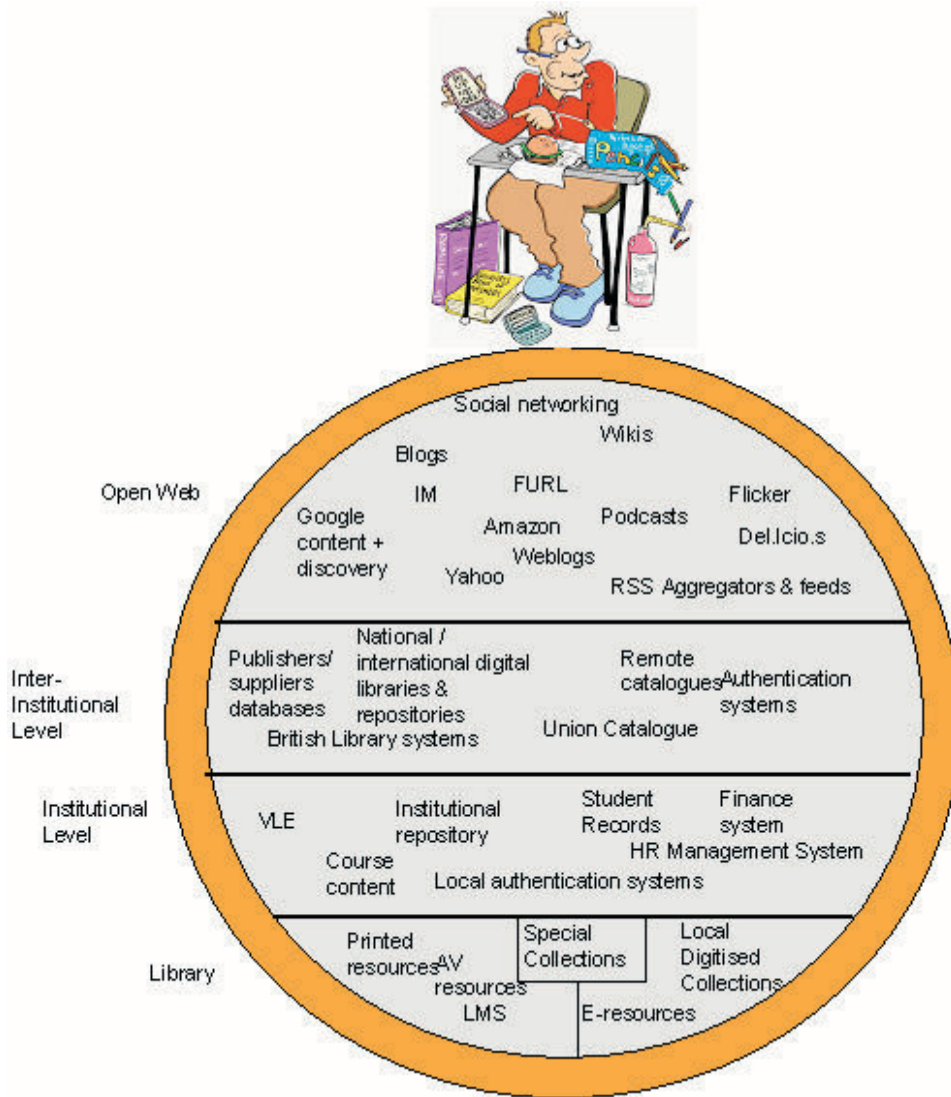 Penc
Social networking
Wikis
Blogs
Open Web
IM
FURL
Flicker
Google
content +
discovery
Amazon
Podcasts
Del.Icio.s
Weblogs
Yahoo
RSS Aggregators & feeds
Inter-
Institutional
Level
Publishers/
suppliers
databases
National /
international digital
libraries &
repositories
Remote
catalogues
Authentication
systems
British Library systems
Union Catalogue
Institutional
Level
VLE
Institutional
repository
Student
Records
Finance
system
HR Management System
Course
content
Local authentication systems
Library
Printed
resources
AV
resources
Special
Collections
Local
Digitised
Collections
LMS
E-resources